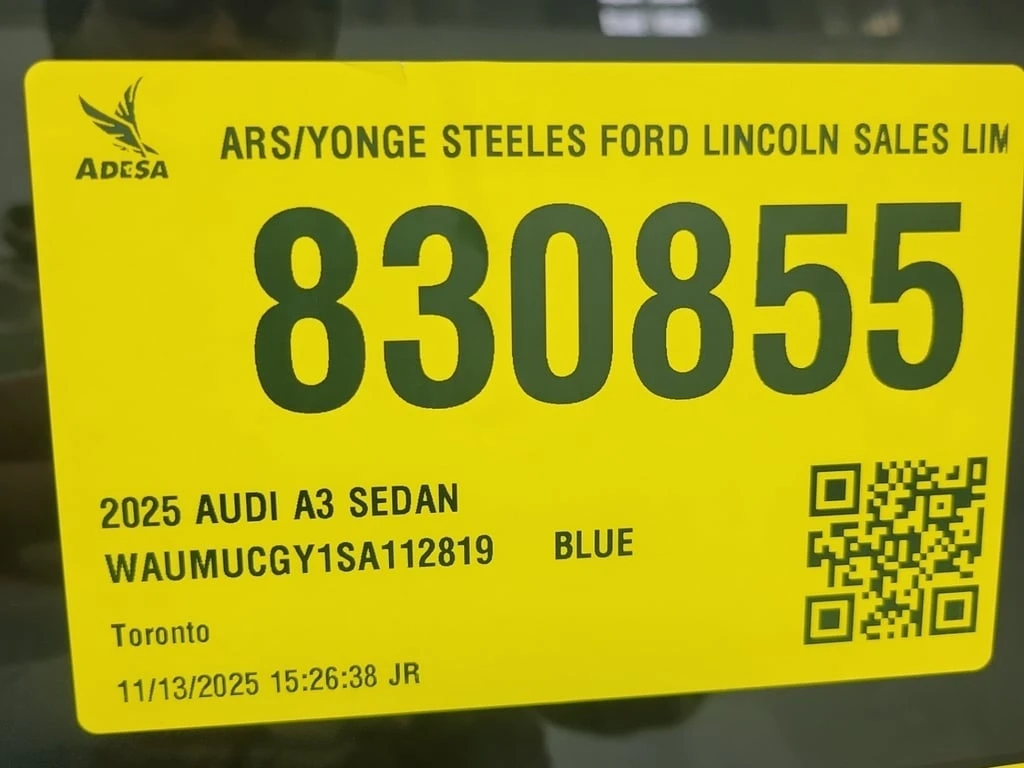 ADESA
ARS/YONGE STEELES FORD LINCOLN SALES LIM
830855
2025 AUDI A3 SEDAN
WAUMUCGY1SA112819 BLUE
Toronto
11/13/2025 15:26:38 JR